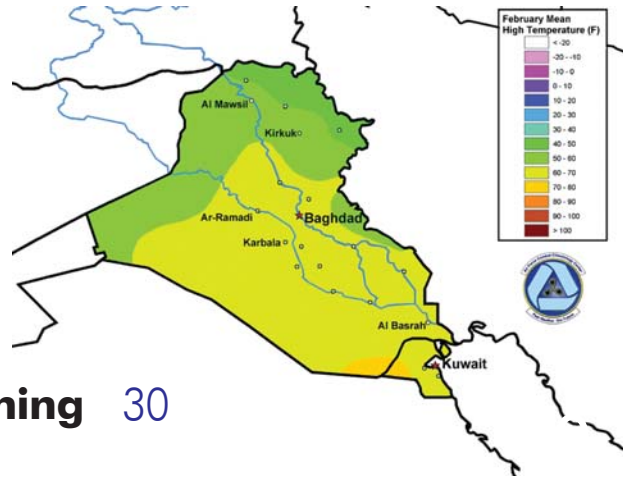 February Mean
High Temperature (F)
< -20
-20 - -10
-10 - 0
0 - 10
10 - 20
20 - 30
30 - 40
40 - 50
50 - 60
60 - 70
70 - 80
80 - 90
90 - 100
> 100
Al Mawsil
Kirkuk
Ar-Ramadi
Baghdad
Karbala
Al Basrah
Kuwait
ning 30